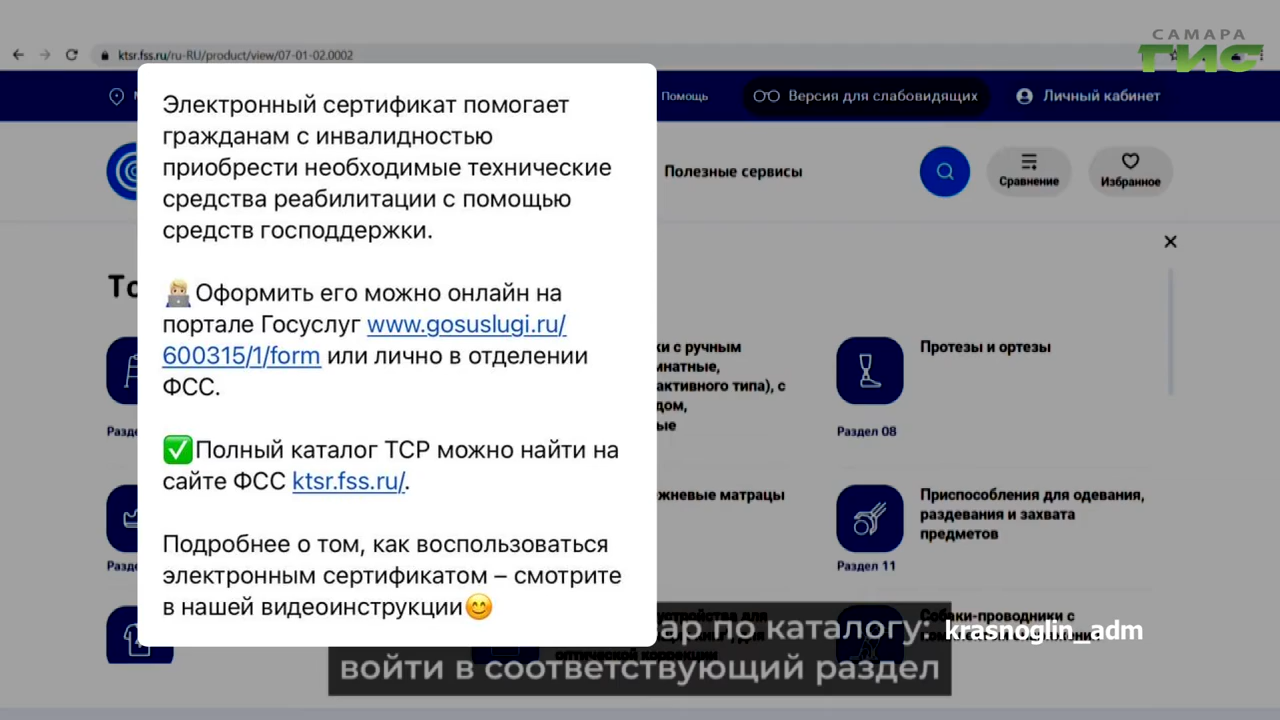 САМАРА
ГИС
ktsr.fss.ru/ru-RU/product/view/07-01-02.0002
Помощь
Версия для слабовидящих
Личный кабинет
Полезные сервисы
Сравнение
Избранное
Электронный сертификат помогает
гражданам с инвалидностью
приобрести необходимые технические
средства реабилитации с помощью
средств господдержки.
Оформить его можно онлайн на
портале Госуслуг www.gosuslugi.ru/
600315/1/form или лично в отделении
ФСС.
Полный каталог ТСР можно найти на
сайте ФСС ktsr.fss.ru/.
Подробнее о том, как воспользоваться
электронным сертификатом – смотрите
в нашей видеоинструкции
с ручным
активного типа), с
Протезы и ортезы
Раздел 08
матрацы
Приспособления для одевания,
раздевания и захвата
предметов
Раздел 11
Собаки-проводники с
по каталогу:
войти в соответствующий раздел
krasnoglin_adm